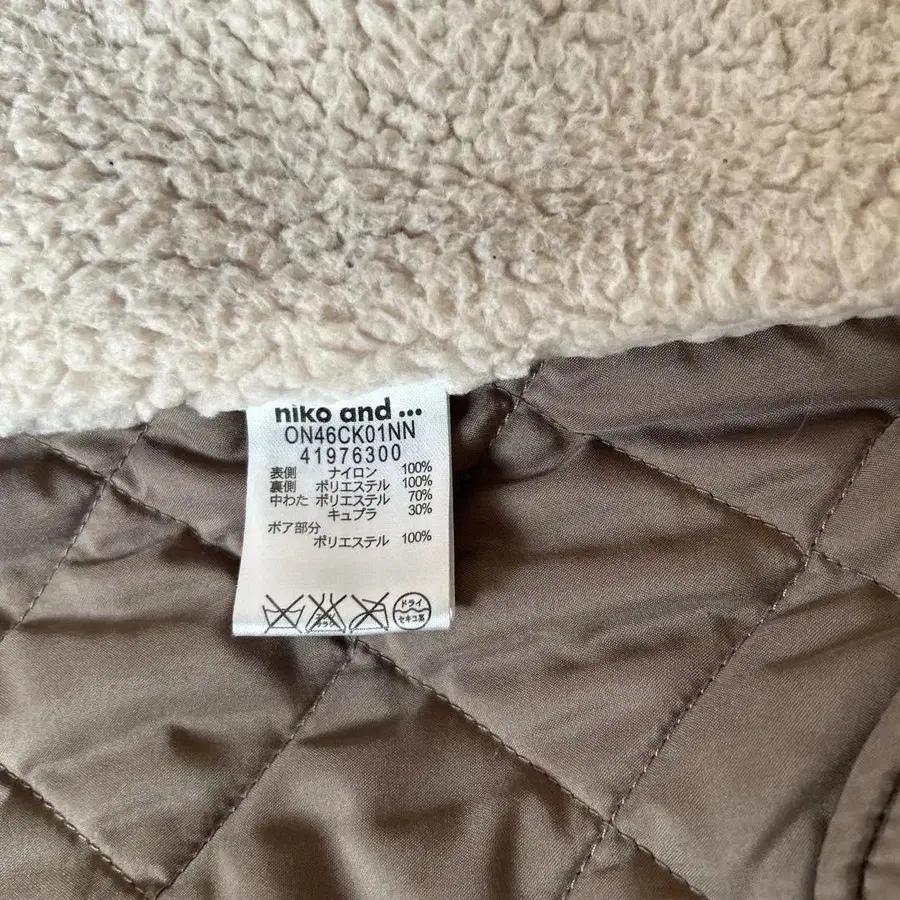 niko and ...
ON46CK01NN
41976300
表側 ナイロン 100%
裏側 ポリエステル 100%
中わた ポリエステル 70%
キュプラ 30%
ボア部分
ポリエステル 100%
ドライ
セキユ系